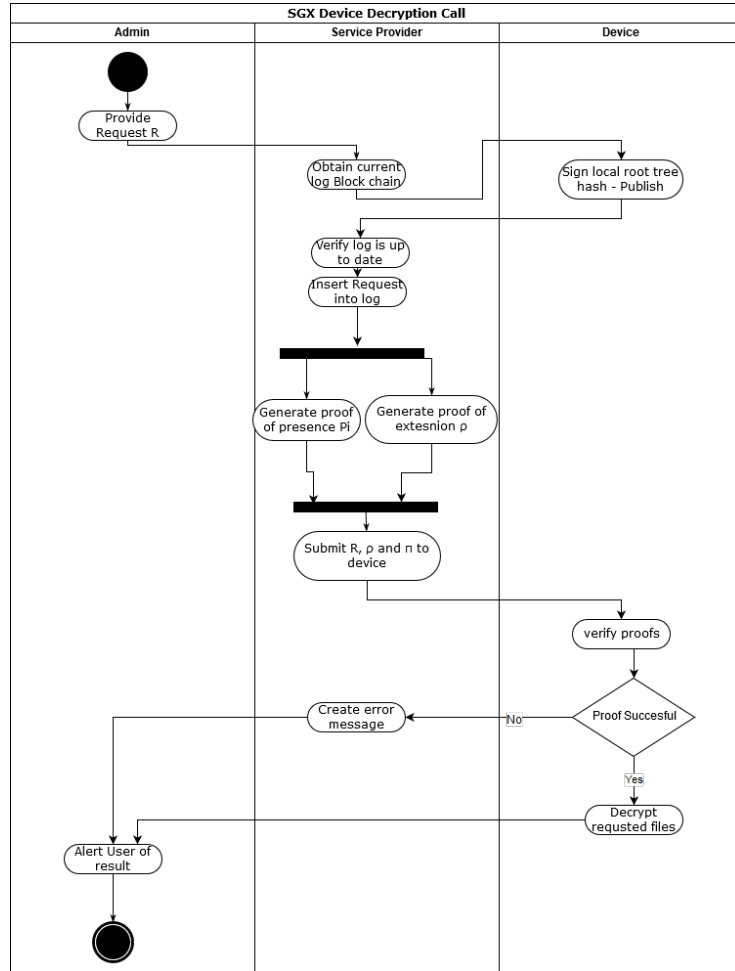 SGX Device Decryption Call
Admin
Service Provider
Device
Provide
Request R
Obtain current
log Block chain
Sign local root tree
hash - Publish
Verify log is up
to date
Insert Request
into log
Generate proof
of presence Pi
Generate proof of
extesnion ρ
Submit R, ρ and π to
device
verify proofs
Proof Succesful
No
Create error
message
Yes
Decrypt
requsted files
Alert User of
result